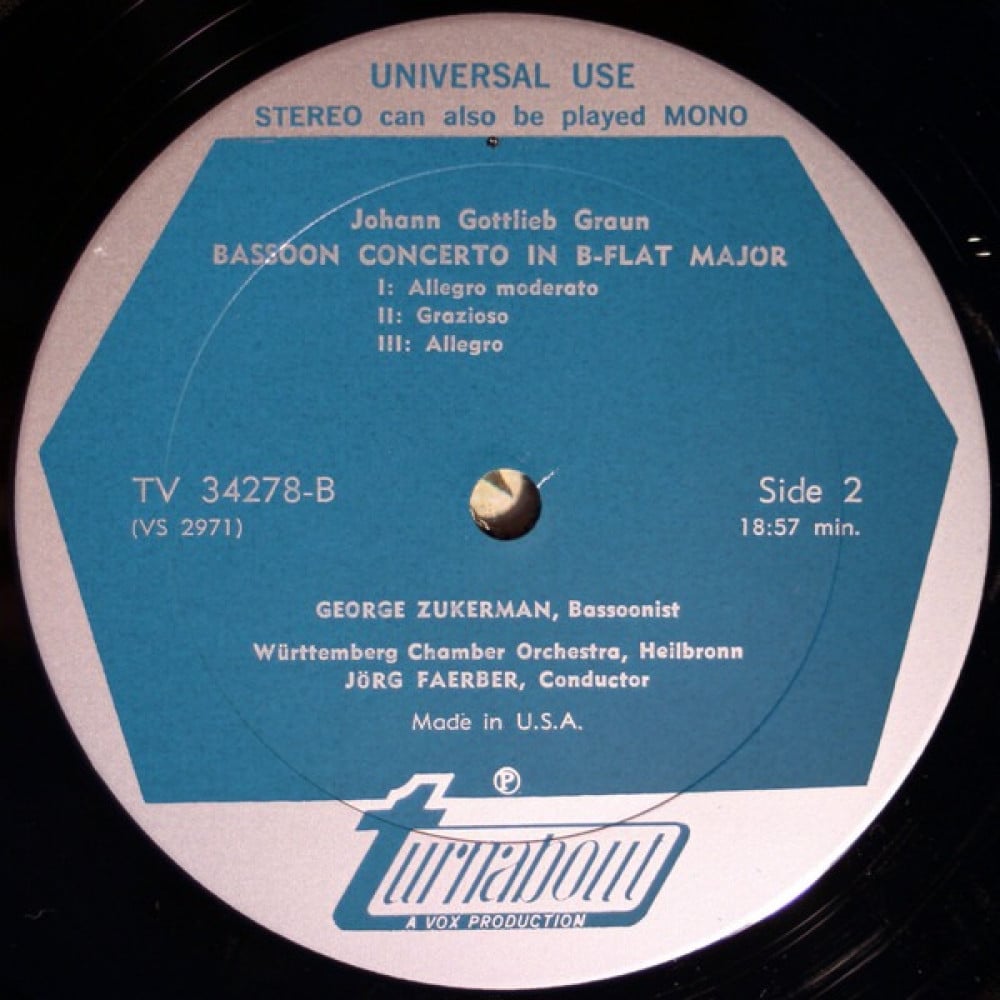 UNIVERSAL USE
STEREO can also be played MONO
Johann Gottlieb Graun
BASSOON CONCERTO IN B-FLAT MAJOR
I: Allegro moderato
II: Grazioso
III: Allegro
TV 34278-B
(VS 2971)
Side 2
18:57 min.
GEORGE ZUKERMAN, Bassoonist
Württemberg Chamber Orchestra, Heilbronn
JÖRG FAERBER, Conductor
Made in U.S.A.
Ⓟ
turnabout
A VOX PRODUCTION